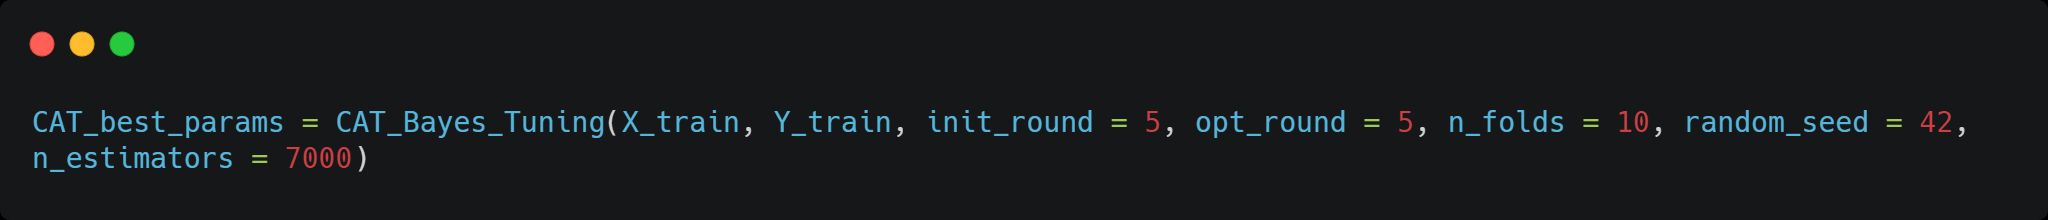 CAT_best_params = CAT_Bayes_Tuning(X_train, Y_train, init_round = 5, opt_round = 5, n_folds = 10, random_seed = 42,
n_estimators = 7000)